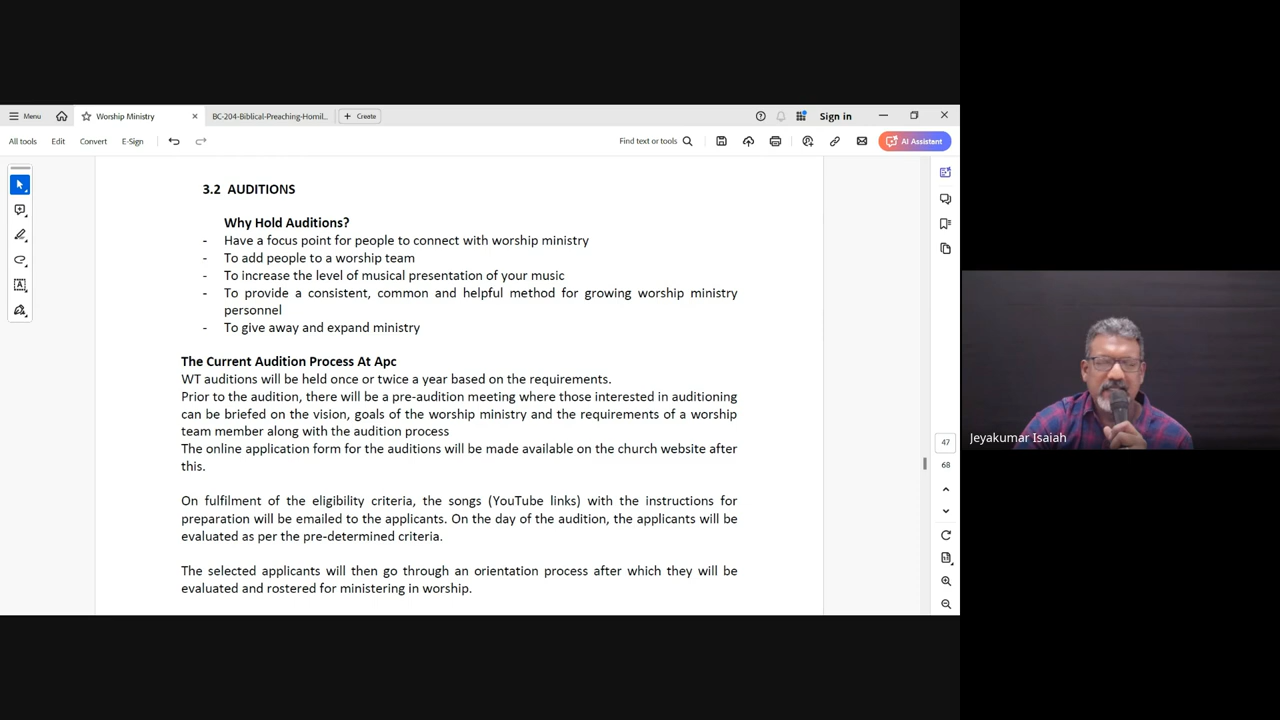 Menu
Worship Ministry
BC-204-Biblical-Preaching-Homil...
Create
Sign in
All tools
Edit
Convert
E-Sign
Find text or tools
AI Assistant
3.2 AUDITIONS
Why Hold Auditions?
- Have a focus point for people to connect with worship ministry
- To add people to a worship team
- To increase the level of musical presentation of your music
- To provide a consistent, common and helpful method for growing worship ministry
personnel
- To give away and expand ministry
The Current Audition Process At Apc
WT auditions will be held once or twice a year based on the requirements.
Prior to the audition, there will be a pre-audition meeting where those interested in auditioning
can be briefed on the vision, goals of the worship ministry and the requirements of a worship
team member along with the audition process
The online application form for the auditions will be made available on the church website after
this.
On fulfilment of the eligibility criteria, the songs (YouTube links) with the instructions for
preparation will be emailed to the applicants. On the day of the audition, the applicants will be
evaluated as per the pre-determined criteria.
The selected applicants will then go through an orientation process after which they will be
evaluated and rostered for ministering in worship.
47
68
Jeyakumar Isaiah